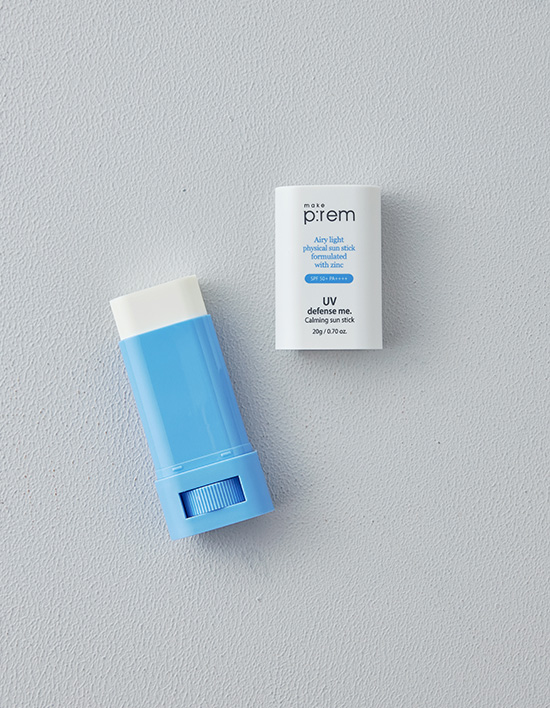 make
p:rem
Airy light
physical sun stick
formulated
with zinc
SPF 50+ PA++++
UV
defense me.
Calming sun stick
20g / 0.70 oz.